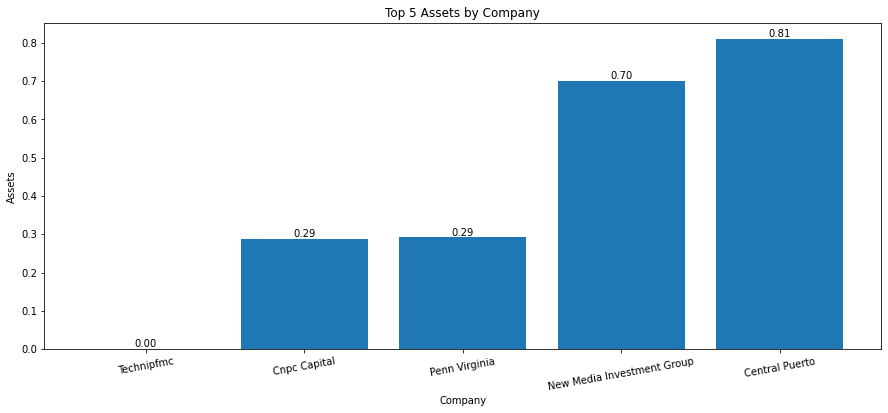 Top 5 Assets by Company
Assets
0.8
0.7
0.6
0.5
0.4
0.3
0.2
0.1
0.0
0.00
0.29
0.29
0.70
0.81
Technipfmc
Cnpc Capital
Penn Virginia
New Media Investment Group
Central Puerto
Company